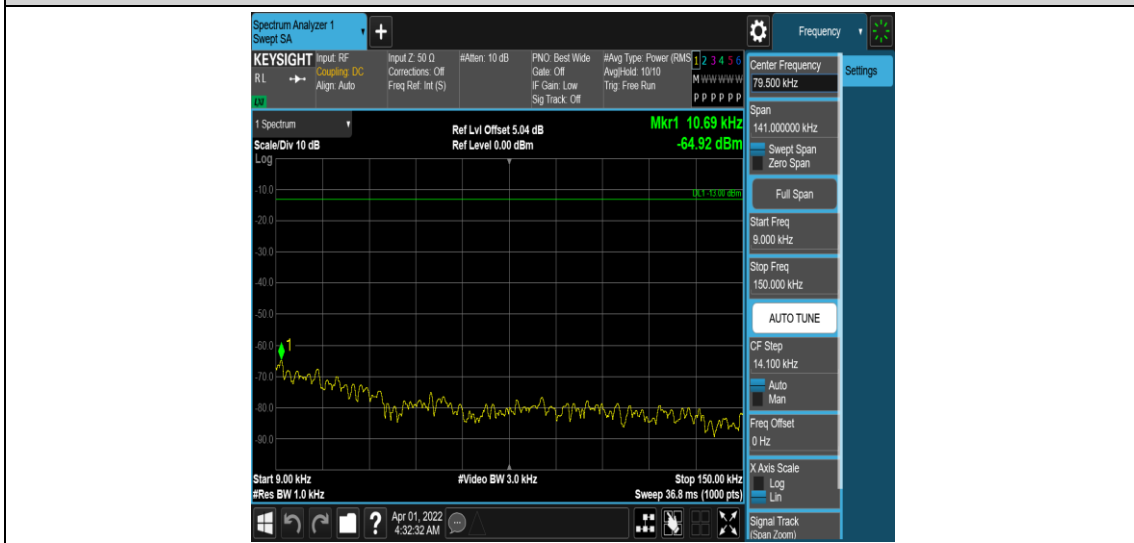 Spectrum Analyzer 1
Swept SA
+
Frequency
KEYSIGHT
RL
LXI
Input: RF
Coupling: DC
Align: Auto
Input Z: 50 Ω
Corrections: Off
Freq Ref: Int (S)
#Atten: 10 dB
PNO: Best Wide
Gate: Off
IF Gain: Low
Sig Track: Off
#Avg Type: Power (RMS
Avg|Hold: 10/10
Trig: Free Run
1 2 3 4 5 6
M W W W W W
P P P P P P
1 Spectrum
Scale/Div 10 dB
Log
Ref Lvl Offset 5.04 dB
Ref Level 0.00 dBm
Mkr1 10.69 kHz
-64.92 dBm
DL1 -13.00 dBm
-10.0
-20.0
-30.0
-40.0
-50.0
-60.0
1
-70.0
-80.0
-90.0
Start 9.00 kHz
#Res BW 1.0 kHz
#Video BW 3.0 kHz
Stop 150.00 kHz
Sweep 36.8 ms (1000 pts)
?
Apr 01, 2022
4:32:32 AM
Center Frequency
79.500 kHz
Settings
Span
141.000000 kHz
Swept Span
Zero Span
Full Span
Start Freq
9.000 kHz
Stop Freq
150.000 kHz
AUTO TUNE
CF Step
14.100 kHz
Auto
Man
Freq Offset
0 Hz
X Axis Scale
Log
Lin
Signal Track
(Span Zoom)